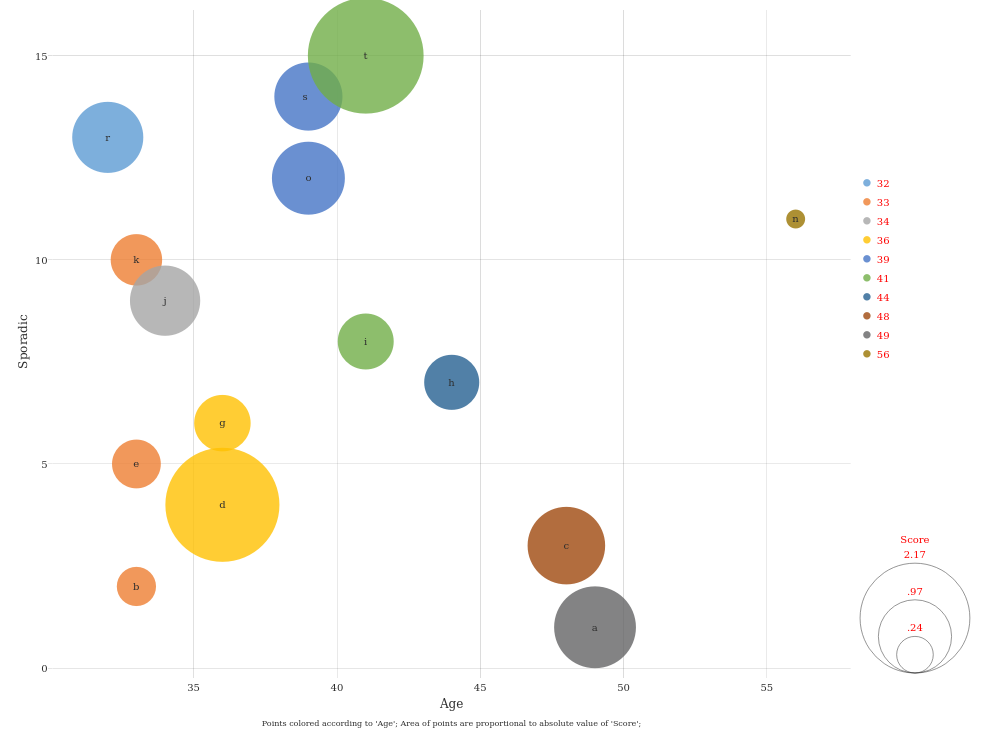 t
15
s
r
32
o
33
34
n
36
k
10
39
41
j
44
48
Sporadic
i
49
56
h
g
5
e
d
Score
c
2.17
b
.97
a
.24
0
35
40
45
50
55
Age
Points colored according to 'Age'; Area of points are proportional to absolute value of 'Score';